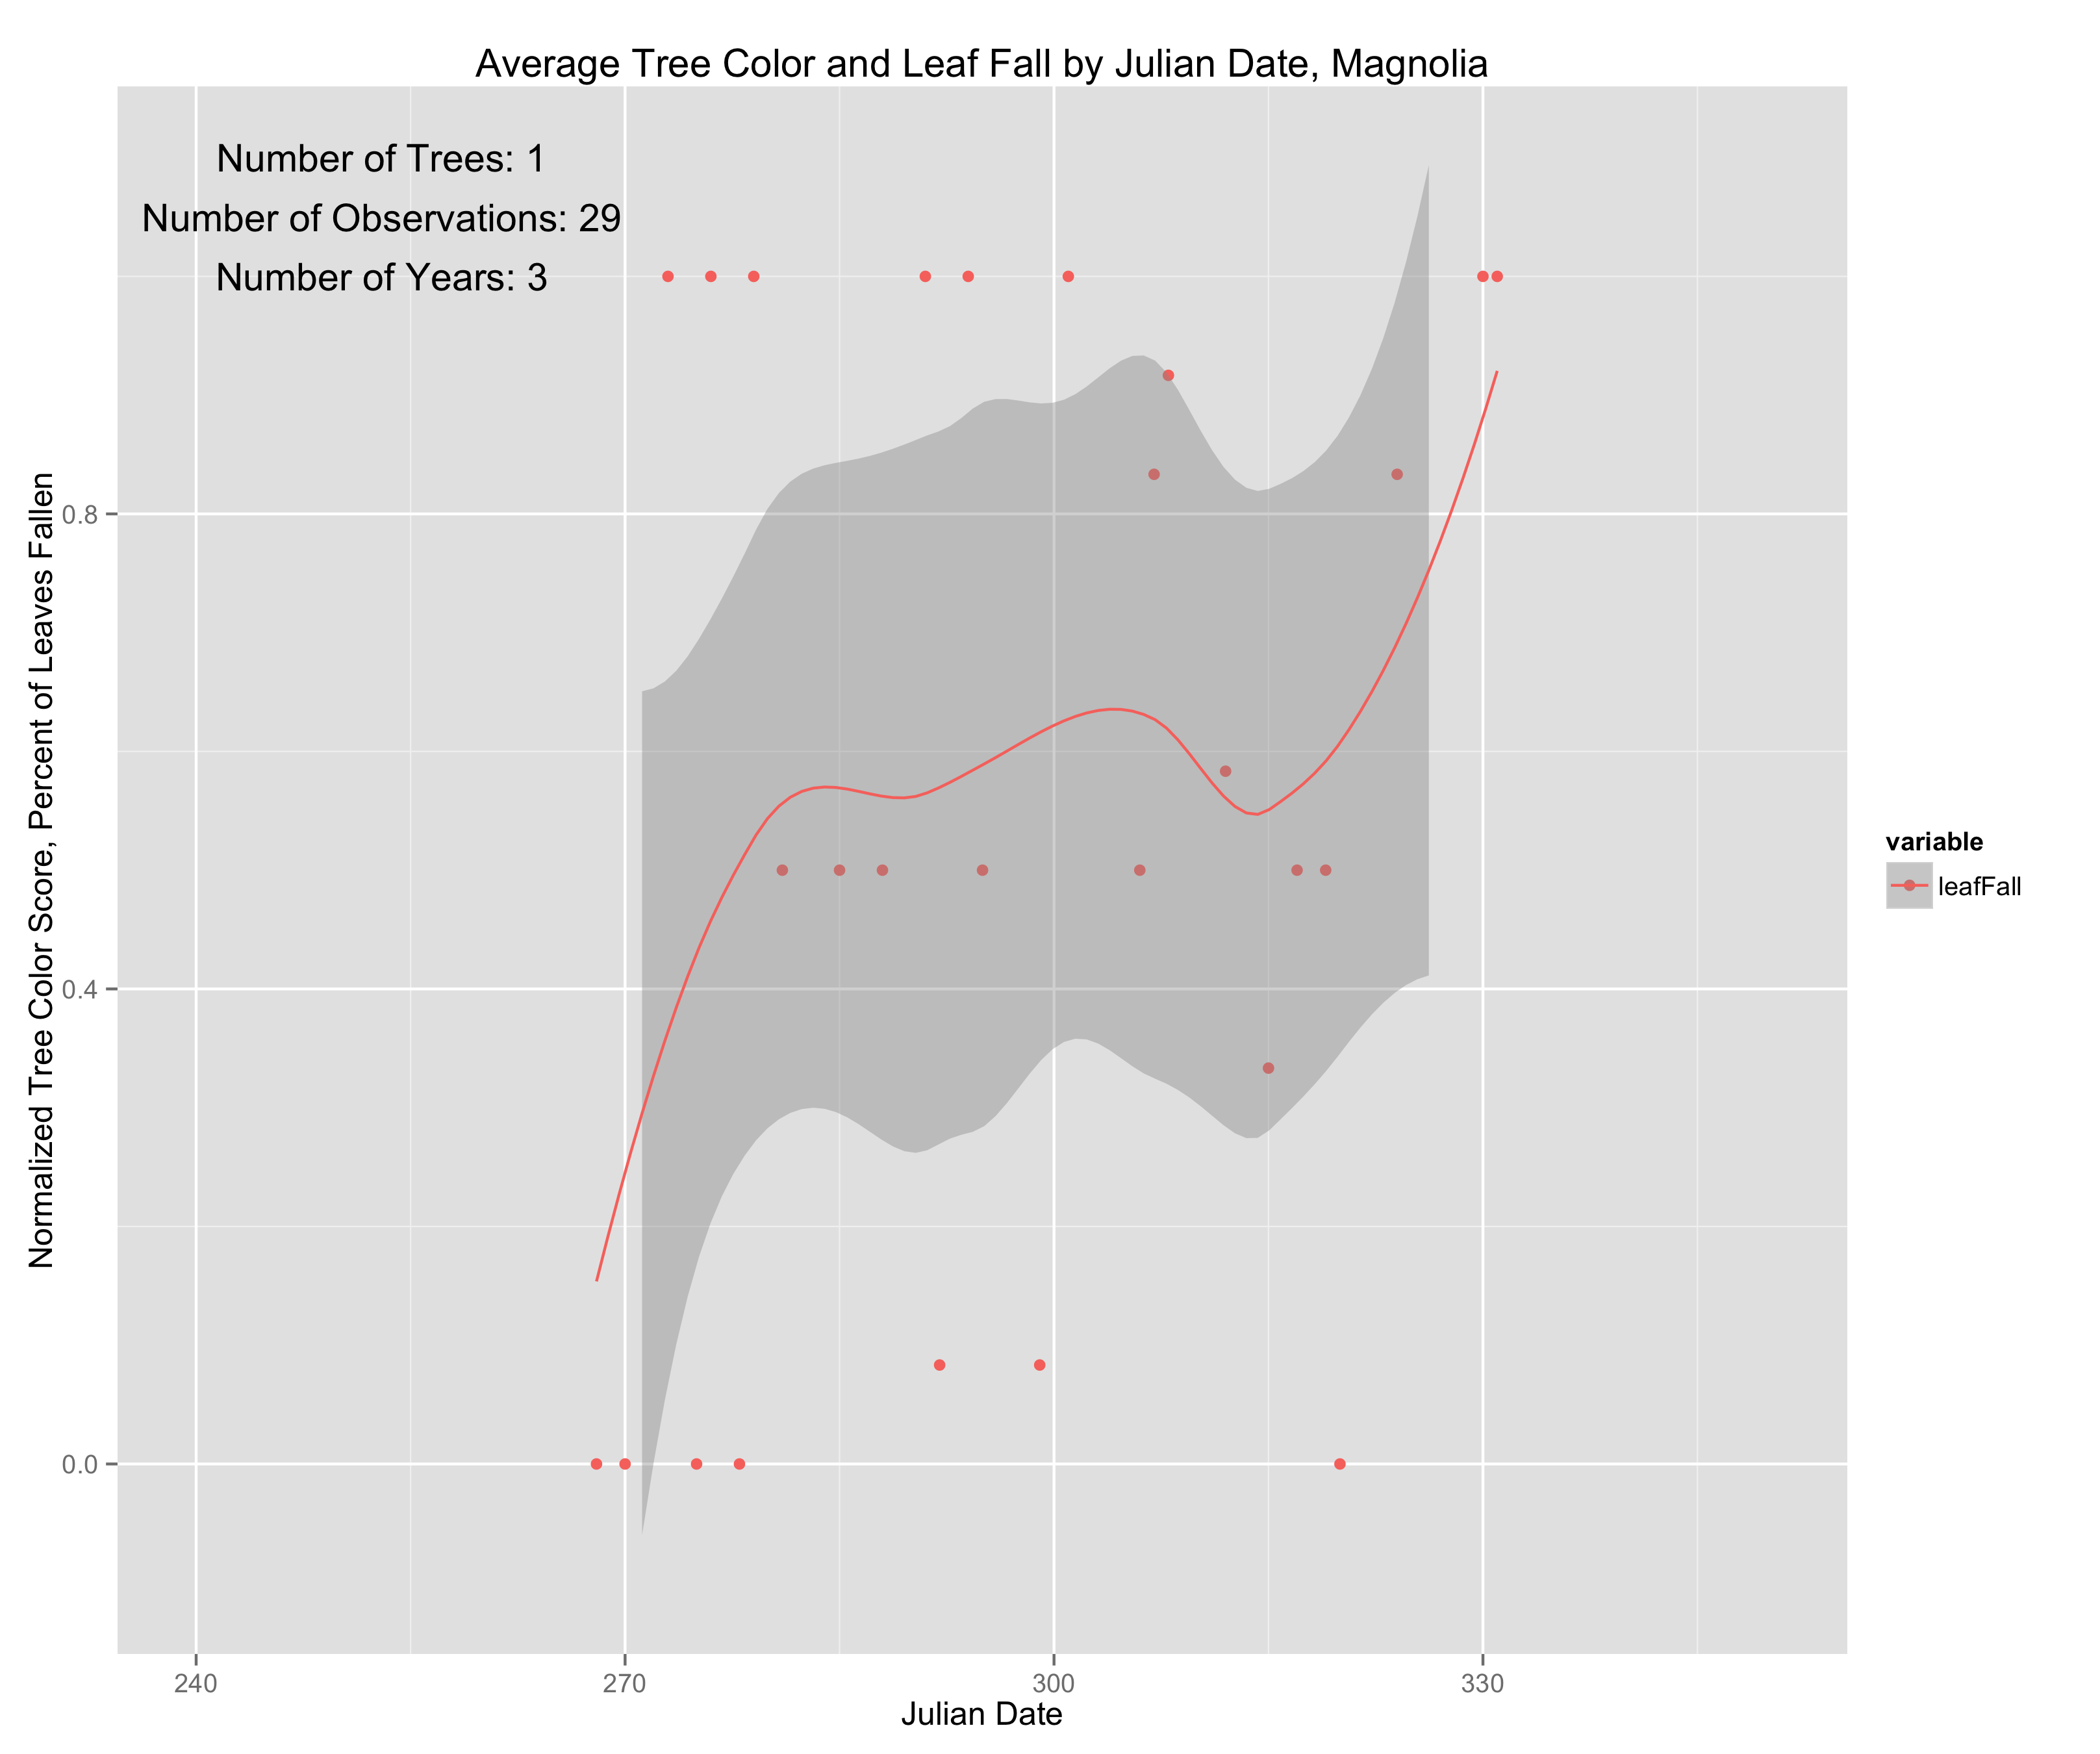 Average Tree Color and Leaf Fall by Julian Date, Magnolia
Number of Trees: 1
Number of Observations: 29
Number of Years: 3
Normalized Tree Color Score, Percent of Leaves Fallen
0.8
0.4
0.0
240 270 300 330
Julian Date
variable
leafFall